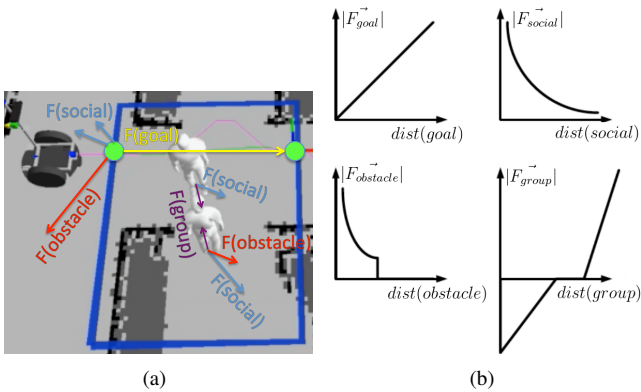 F(social)
F(goal)
F(social)
F(group)
F(obstacle)
F(obstacle)
F(social)
(a)
|F⃗goal|
dist(goal)
|F⃗social|
dist(social)
|F⃗obstacle|
dist(obstacle)
|F⃗group|
dist(group)
(b)